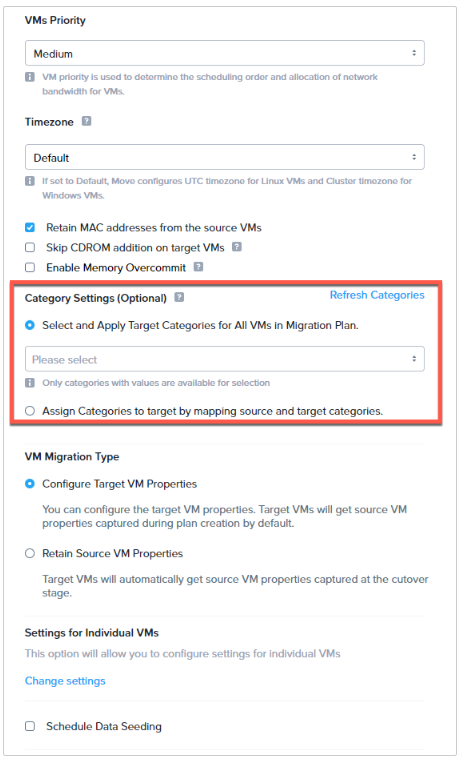 VMs Priority
Medium
VM priority is used to determine the scheduling order and allocation of network
bandwidth for VMs.
Timezone ?
Default
If set to Default, Move configures UTC timezone for Linux VMs and Cluster timezone for
Windows VMs.
Retain MAC addresses from the source VMs
Skip CDROM addition on target VMs ?
Enable Memory Overcommit ?
Category Settings (Optional) ? Refresh Categories
Select and Apply Target Categories for All VMs in Migration Plan.
Please select
Only categories with values are available for selection
Assign Categories to target by mapping source and target categories.
VM Migration Type
Configure Target VM Properties
You can configure the target VM properties. Target VMs will get source VM
properties captured during plan creation by default.
Retain Source VM Properties
Target VMs will automatically get source VM properties captured at the cutover
stage.
Settings for Individual VMs
This option will allow you to configure settings for individual VMs
Change settings
Schedule Data Seeding